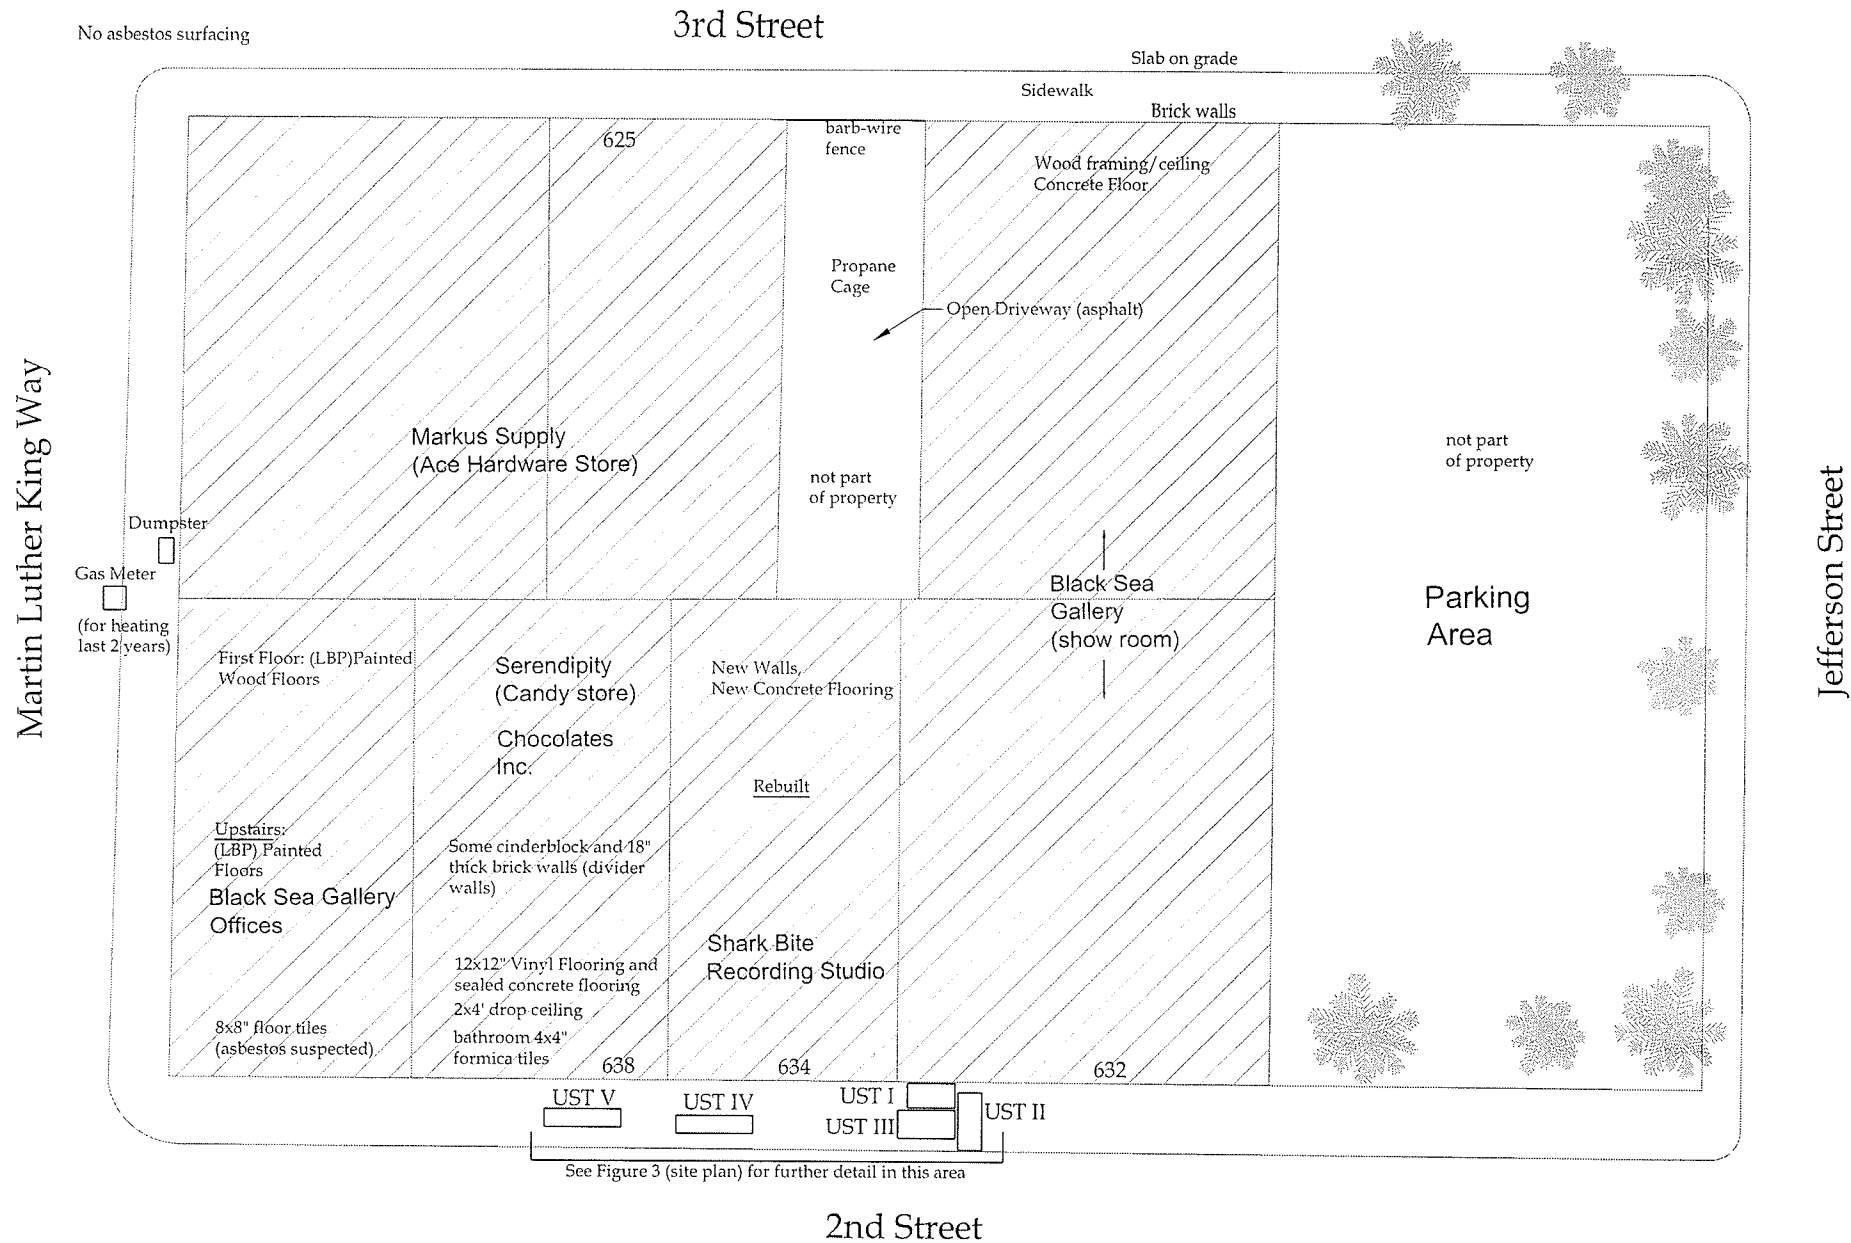 3rd Street
No asbestos surfacing
Slab on grade
Sidewalk
Brick walls
625
barb-wire
fence
Wood framing/ceiling
Concrete Floor
Propane
Cage
Open Driveway (asphalt)
Markus Supply
(Ace Hardware Store)
not part
of property
not part
of property
Martin Luther King Way
Jefferson Street
Dumpster
Gas Meter
(for heating
last 2 years)
Black Sea
Gallery
(show room)
Parking
Area
First Floor: (LBP)Painted
Wood Floors
Upstairs:
(LBP) Painted
Floors
Black Sea Gallery
Offices
8x8" floor tiles
(asbestos suspected)
Serendipity
(Candy store)
Chocolates
Inc.
Some cinderblock and 18"
thick brick walls (divider
walls)
12x12" Vinyl Flooring and
sealed concrete flooring
2x4' drop ceiling
bathroom 4x4"
formica tiles
638
New Walls,
New Concrete Flooring
Rebuilt
Shark Bite
Recording Studio
634
632
UST V
UST IV
UST I
UST III
UST II
See Figure 3 (site plan) for further detail in this area
2nd Street